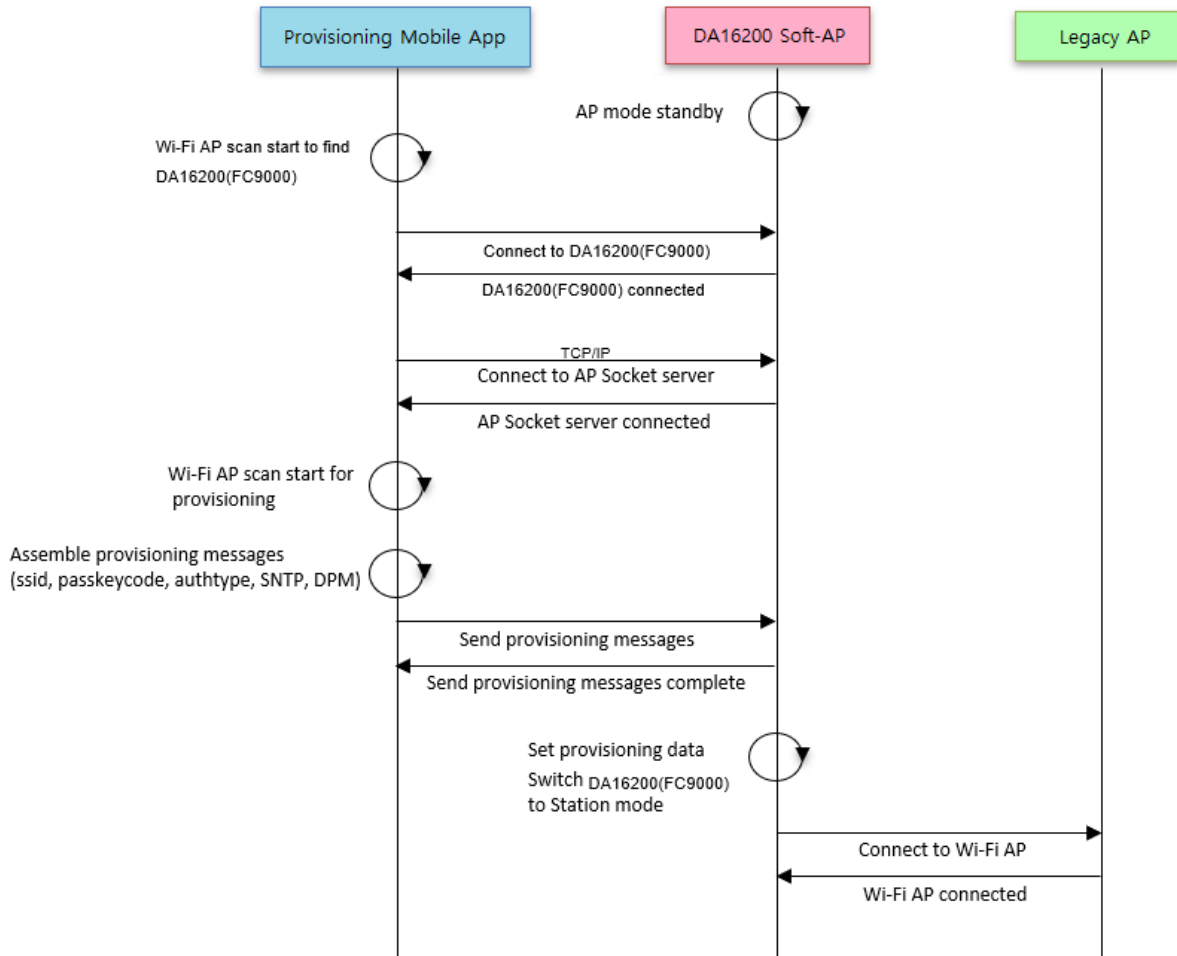 Provisioning Mobile App
DA16200 Soft-AP
Legacy AP
AP mode standby
Wi-Fi AP scan start to find
DA16200(FC9000)
Connect to DA16200(FC9000)
DA16200(FC9000) connected
TCP/IP
Connect to AP Socket server
AP Socket server connected
Wi-Fi AP scan start for
provisioning
Assemble provisioning messages
(ssid, passkeycode, authtype, SNTP, DPM)
Send provisioning messages
Send provisioning messages complete
Set provisioning data
Switch DA16200(FC9000)
to Station mode
Connect to Wi-Fi AP
Wi-Fi AP connected